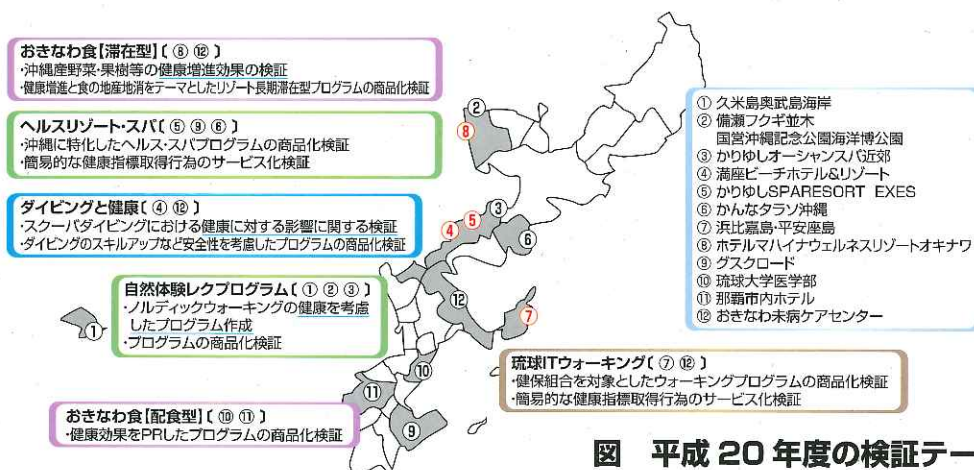 おきなわ食【滞在型】〔⑧ ⑫〕
・沖縄産野菜・果樹等の健康増進効果の検証
・健康増進と食の地産地消をテーマとしたリゾート長期滞在型プログラムの商品化検証
ヘルスリゾート・スパ〔⑤ ⑨ ⑥〕
・沖縄に特化したヘルス・スパプログラムの商品化検証
・簡易的な健康指標取得行為のサービス化検証
ダイビングと健康〔④ ⑫〕
・スクーバダイビングにおける健康に対する影響に関する検証
・ダイビングのスキルアップなど安全性を考慮したプログラムの商品化検証
自然体験レクプログラム〔① ② ③〕
・ノルディックウォーキングの健康を考慮
したプログラム作成
・プログラムの商品化検証
おきなわ食【配食型】〔⑩ ⑪〕
・健康効果をPRしたプログラムの商品化検証
②
⑧
③
④
⑤
⑥
⑦
⑫
①
⑩
⑪
⑨
① 久米島奥武島海岸
② 備瀬フクギ並木
国営沖縄記念公園海洋博公園
③ かりゆしオーシャンスパ近郊
④ 満座ビーチホテル&リゾート
⑤ かりゆしSPARESORT EXES
⑥ かんなタラソ沖縄
⑦ 浜比嘉島・平安座島
⑧ ホテルマハイナウェルネスリゾートオキナワ
⑨ グスクロード
⑩ 琉球大学医学部
⑪ 那覇市内ホテル
⑫ おきなわ未病ケアセンター
琉球ITウォーキング〔⑦ ⑫〕
・健保組合を対象としたウォーキングプログラムの商品化検証
・簡易的な健康指標取得行為のサービス化検証
図 平成20年度の検証テー